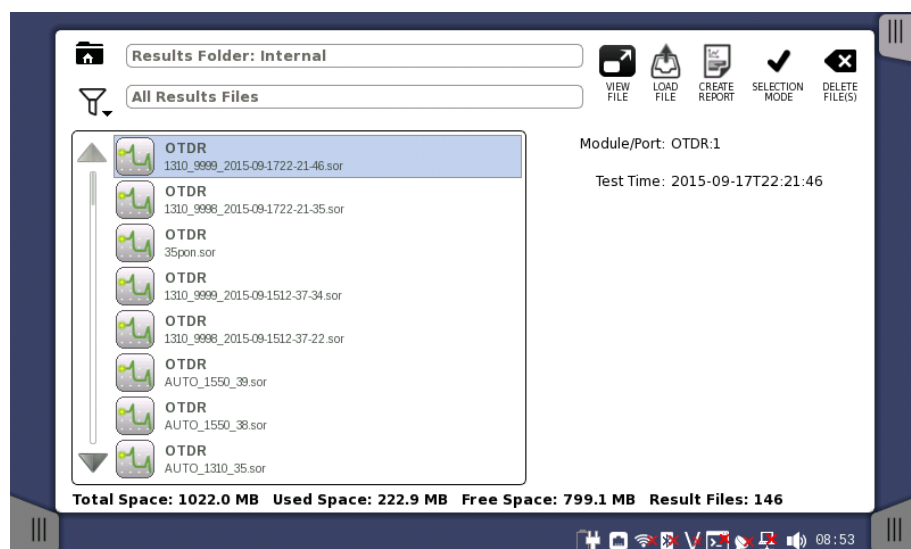 Results Folder: Internal
All Results Files
VIEW
FILE
LOAD
FILE
CREATE
REPORT
SELECTION
MODE
DELETE
FILE(S)
OTDR
1310_9999_2015-09-1722-21-46.sor
OTDR
1310_9998_2015-09-1722-21-35.sor
OTDR
35pon.sor
OTDR
1310_9999_2015-09-1512-37-34.sor
OTDR
1310_9998_2015-09-1512-37-22.sor
OTDR
AUTO_1550_39.sor
OTDR
AUTO_1550_38.sor
OTDR
AUTO_1310_35.sor
Module/Port: OTDR:1
Test Time: 2015-09-17T22:21:46
Total Space: 1022.0 MB Used Space: 222.9 MB Free Space: 799.1 MB Result Files: 146
08:53